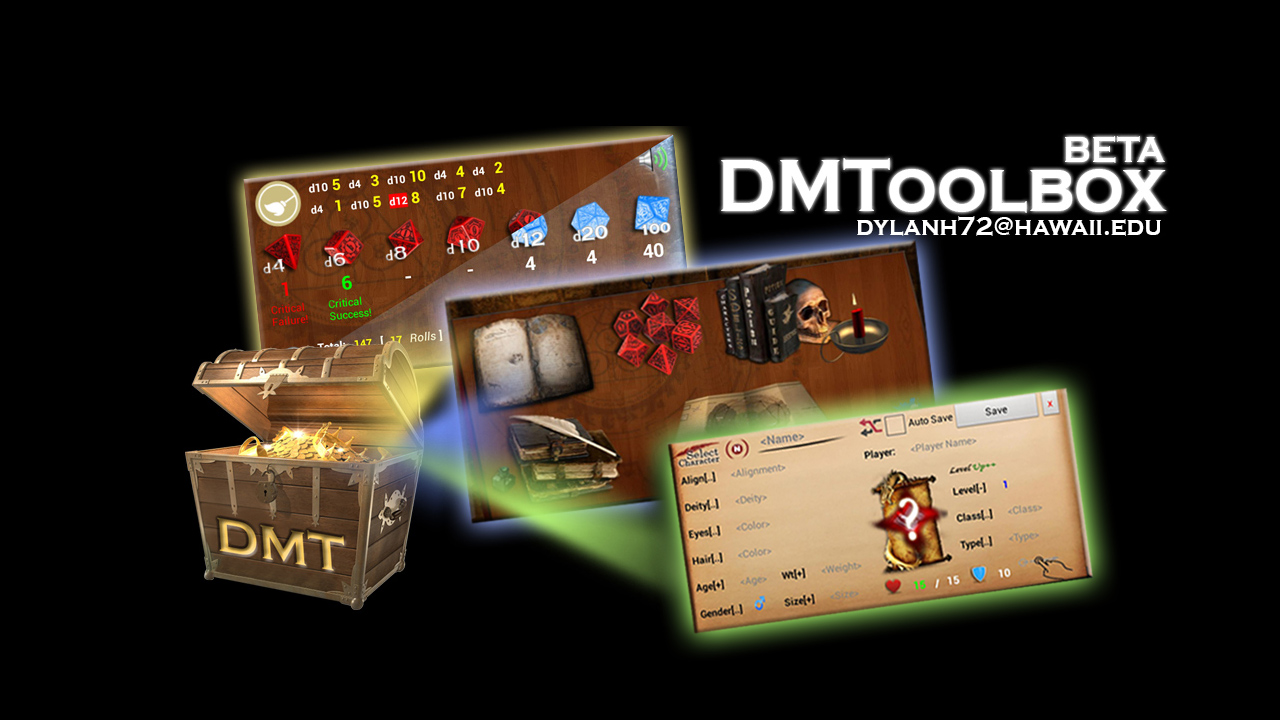 BETA
DMToolbox
dylanh72@hawaii.edu
d10 5 d4 3 d10 10 d4 4 d4 2
d4 1 d10 5 d12 8 d10 7 d10 4
d4 d6 d8 d10 d12 d20 100
1 6 - - 4 4 40
Critical Failure!
Critical Success!
Total: 147 [ 17 Rolls ]
GUIDE
DMT
Select Character
N
<Name>
Auto Save
Save
x
Player: <Player Name>
Align[..] <Alignment>
Level Up++
Deity[..] <Deity>
Level[-] 1
Eyes[..] <Color>
Class[..] <Class>
Hair[..] <Color>
Type[..] <Type>
Age[+] <Age> Wt[+] <Weight>
/ 15 10
Gender[..] Size[+] <Size>
?